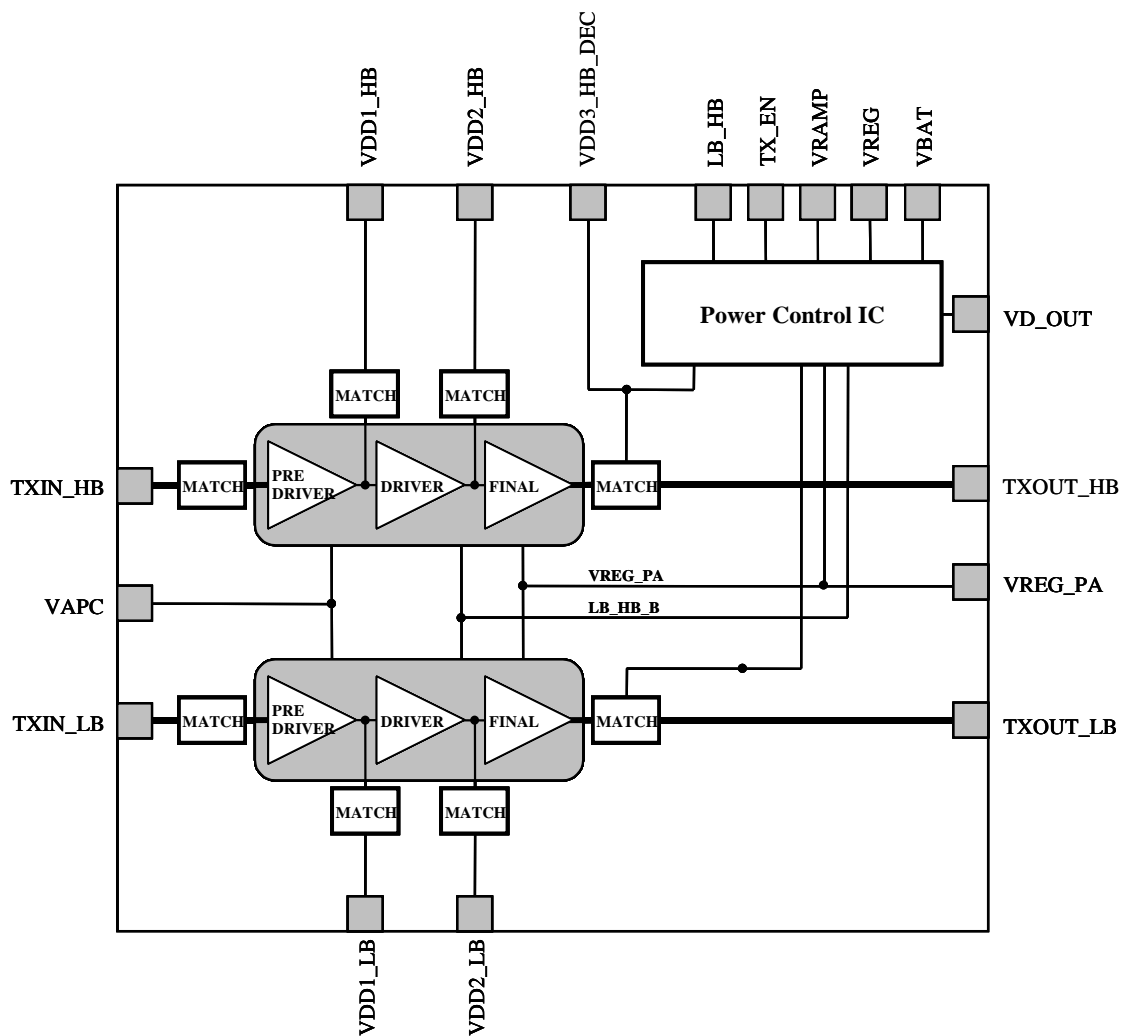 VDD1_HB
VDD2_HB
VDD3_HB_DEC
LB_HB
TX_EN
VRAMP
VREG
VBAT
Power Control IC
VD_OUT
MATCH
MATCH
TXIN_HB
MATCH
PRE
DRIVER
DRIVER
FINAL
MATCH
TXOUT_HB
VREG_PA
VREG_PA
VAPC
LB_HB_B
TXIN_LB
MATCH
PRE
DRIVER
DRIVER
FINAL
MATCH
TXOUT_LB
MATCH
MATCH
VDD1_LB
VDD2_LB